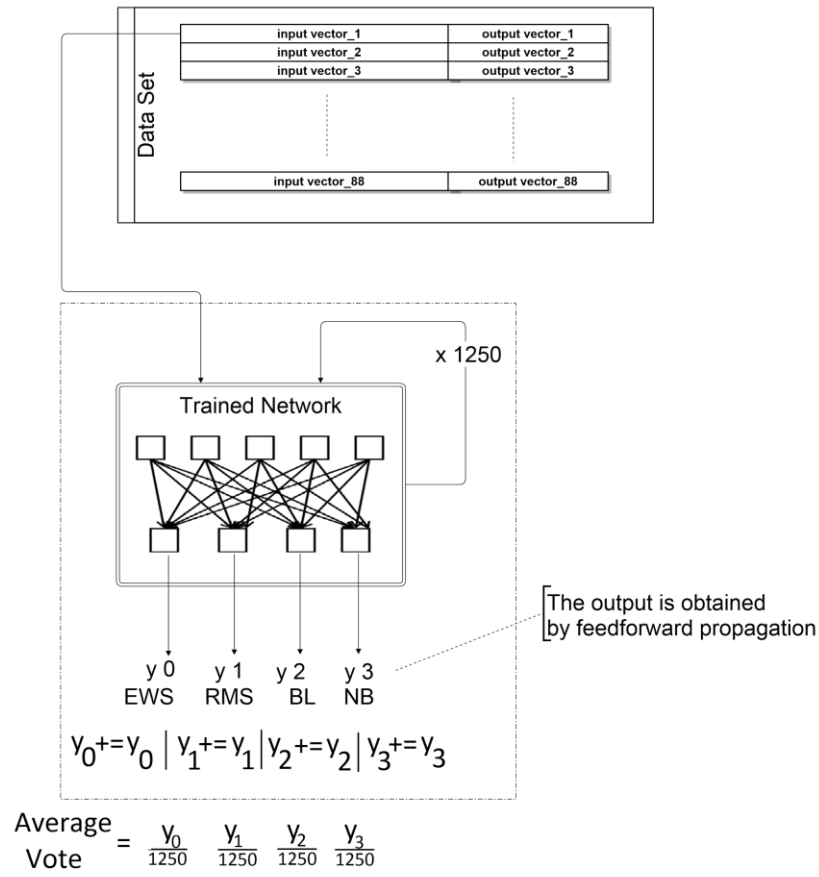 Data Set
input vector_1 output vector_1
input vector_2 output vector_2
input vector_3 output vector_3
input vector_88 output vector_88
x 1250
Trained Network
The output is obtained
by feedforward propagation
y 0 y 1 y 2 y 3
EWS RMS BL NB
y0+=y0 | y1+=y1 | y2+=y2 | y3+=y3
Average Vote = y0/1250 y1/1250 y2/1250 y3/1250